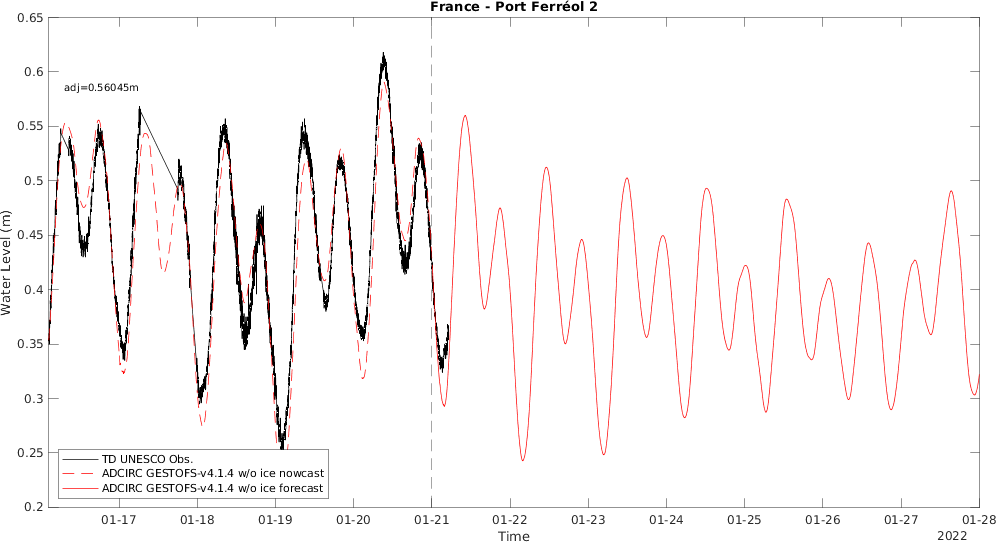 France - Port Ferréol 2
0.65
0.6
0.55
0.5
0.45
0.4
0.35
0.3
0.25
0.2
Water Level (m)
adj=0.56045m
TD UNESCO Obs.
ADCIRC GESTOFS-v4.1.4 w/o ice nowcast
ADCIRC GESTOFS-v4.1.4 w/o ice forecast
01-17 01-18 01-19 01-20 01-21 01-22 01-23 01-24 01-25 01-26 01-27 01-28
Time
2022